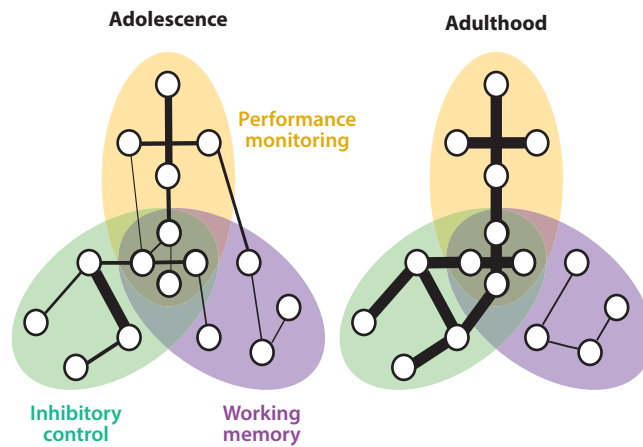 Adolescence
Adulthood
Performance
monitoring
Inhibitory
control
Working
memory